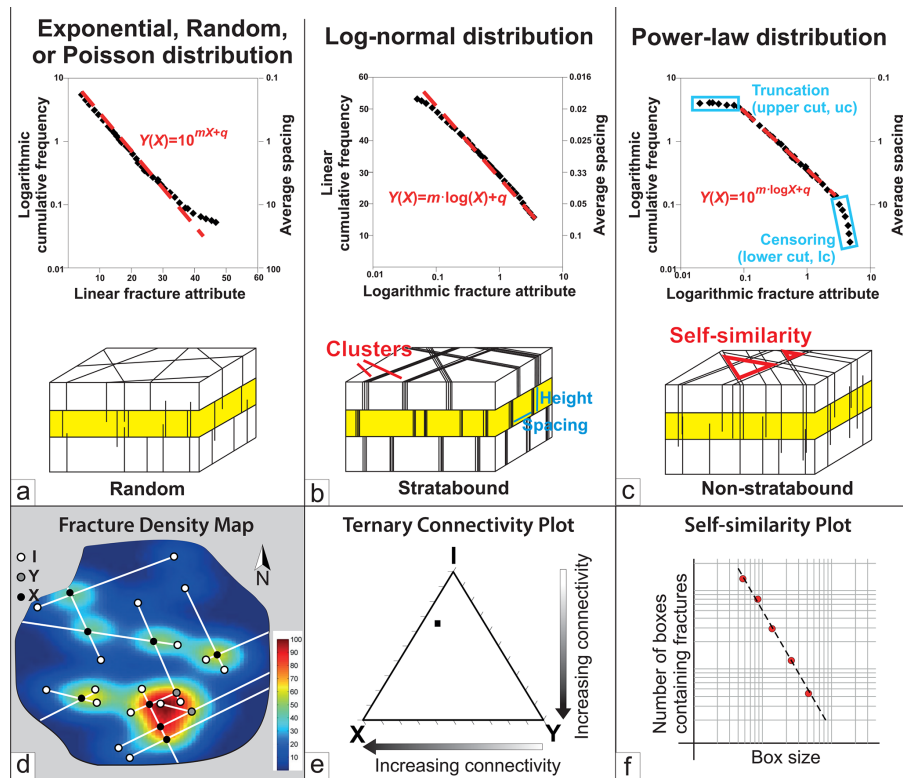 Exponential, Random,
or Poisson distribution
10
1
0.1
0.01
Logarithmic
cumulative frequency
Y(X)=10^mX+q
0.1
1
10
100
Average spacing
0
10
20
30
40
50
60
Linear fracture attribute
Random
a
Log-normal distribution
60
50
40
30
20
10
0
Linear
cumulative frequency
Y(X)=m·log(X)+q
0.016
0.02
0.025
0.33
0.05
0.1
Average spacing
0.01
0.1
1
10
Logarithmic fracture attribute
Clusters
Height
Spacing
Stratabound
b
Power-law distribution
10
1
0.1
0.01
Logarithmic
cumulative frequency
Truncation
(upper cut, uc)
Y(X)=10^m·logX+q
Censoring
(lower cut, lc)
0.1
1
10
Average spacing
0.01
0.1
1
10
Logarithmic fracture attribute
Self-similarity
Non-stratabound
c
Fracture Density Map
I
Y
X
N
100
90
80
70
60
50
40
30
20
10
d
Ternary Connectivity Plot
I
X
Y
Increasing connectivity
Increasing connectivity
e
Self-similarity Plot
Number of boxes
containing fractures
Box size
f